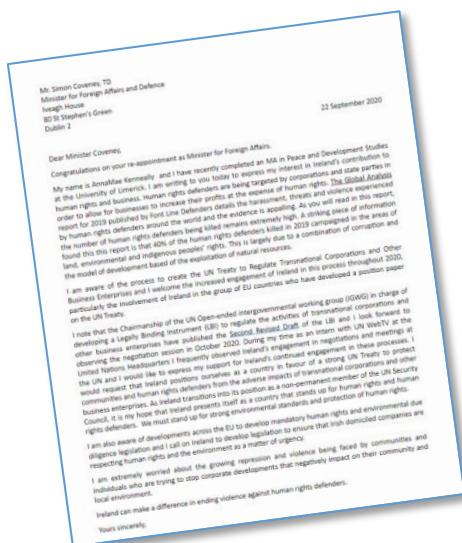 Mr. Simon Coveney, TD
Minister for Foreign Affairs and Defence
Iveagh House
80 St Stephen's Green
Dublin 2
22 September 2020
Dear Minister Coveney,
Congratulations on your re-appointment as Minister for Foreign Affairs.
My name is AnnaMae Kenneally and I have recently completed an MA in Peace and Development Studies
at the University of Limerick. I am writing to you today to express my interest in Ireland's contribution to
human rights and business. Human rights defenders are being targeted by corporations and state parties in
order to allow for businesses to increase their profits at the expense of human rights. The Global Analysis
report for 2019 published by Font Line Defenders details the harassment, threats and violence experienced
by human rights defenders around the world and the evidence is appalling. As you will read in this report,
the number of human rights defenders being killed remains extremely high. A striking piece of information
found this this report is that 40% of the human rights defenders killed in 2019 campaigned in the areas of
land, environmental and indigenous peoples' rights. This is largely due to a combination of corruption and
the model of development based of the exploitation of natural resources.
I am aware of the process to create the UN Treaty to Regulate Transnational Corporations and Other
Business Enterprises and I welcome the increased engagement of Ireland in this process throughout 2020,
particularly the involvement of Ireland in the group of EU countries who have developed a position paper
on the UN Treaty.
I note that the Chairmanship of the UN Open-ended intergovernmental working group (IGWG) in charge of
developing a Legally Binding Instrument (LBI) to regulate the activities of transnational corporations and
other business enterprises have published the Second Revised Draft of the LBI and I look forward to
observing the negotiation session in October 2020. During my time as an intern with UN WebTV at the
United Nations Headquarters I frequently observed Ireland's engagement in negotiations and meetings at
the UN and I would like to express my support for Ireland's continued engagement in these processes. I
would request that Ireland positions ourselves as a country in favour of a strong UN Treaty to protect
communities and human rights defenders from the adverse impacts of transnational corporations and other
business enterprises. As Ireland transitions into its position as a non-permanent member of the UN Security
Council, it is my hope that Ireland presents itself as a country that stands up for human rights and human
rights defenders. We must stand up for strong environmental standards and protection of human rights.
I am also aware of developments across the EU to develop mandatory human rights and environmental due
diligence legislation and I call on Ireland to develop legislation to ensure that Irish domiciled companies are
respecting human rights and the environment as a matter of urgency.
I am extremely worried about the growing repression and violence being faced by communities and
individuals who are trying to stop corporate developments that negatively impact on their community and
local environment.
Ireland can make a difference in ending violence against human rights defenders.
Yours sincerely,